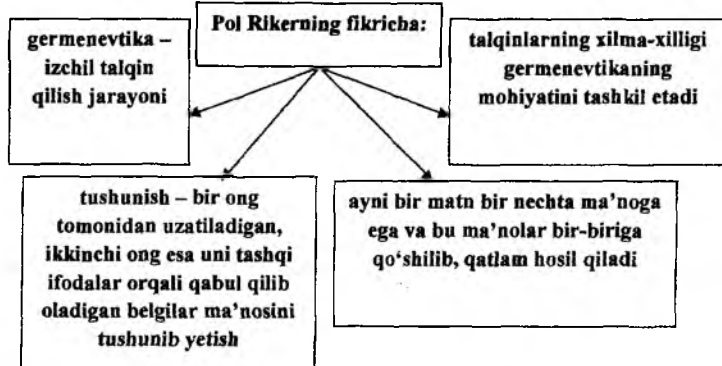 Pol Rikerning fikricha:
germenevtika –
izchil talqin
qilish jarayoni
talqinlarning xilma-xilligi
germenevtikaning
mohiyatini tashkil etadi
tushunish – bir ong
tomonidan uzatiladigan,
ikkinchi ong esa uni tashqi
ifodalar orqali qabul qilib
oladigan belgilar ma’nosini
tushunib yetish
ayni bir matn bir nechta ma’noga
ega va bu ma’nolar bir-biriga
qo‘shilib, qatlam hosil qiladi